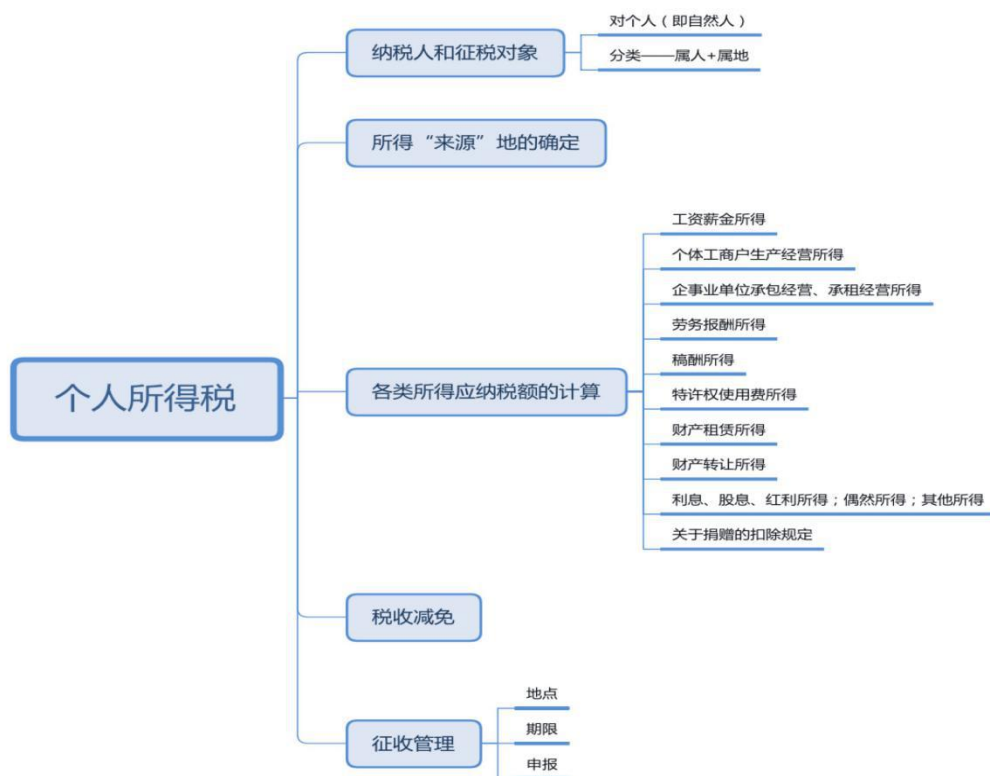 个人所得税
纳税人和征税对象
对个人（即自然人）
分类——属人+属地
所得“来源”地的确定
各类所得应纳税额的计算
工资薪金所得
个体工商户生产经营所得
企事业单位承包经营、承租经营所得
劳务报酬所得
稿酬所得
特许权使用费所得
财产租赁所得
财产转让所得
利息、股息、红利所得；偶然所得；其他所得
关于捐赠的扣除规定
税收减免
征收管理
地点
期限
申报